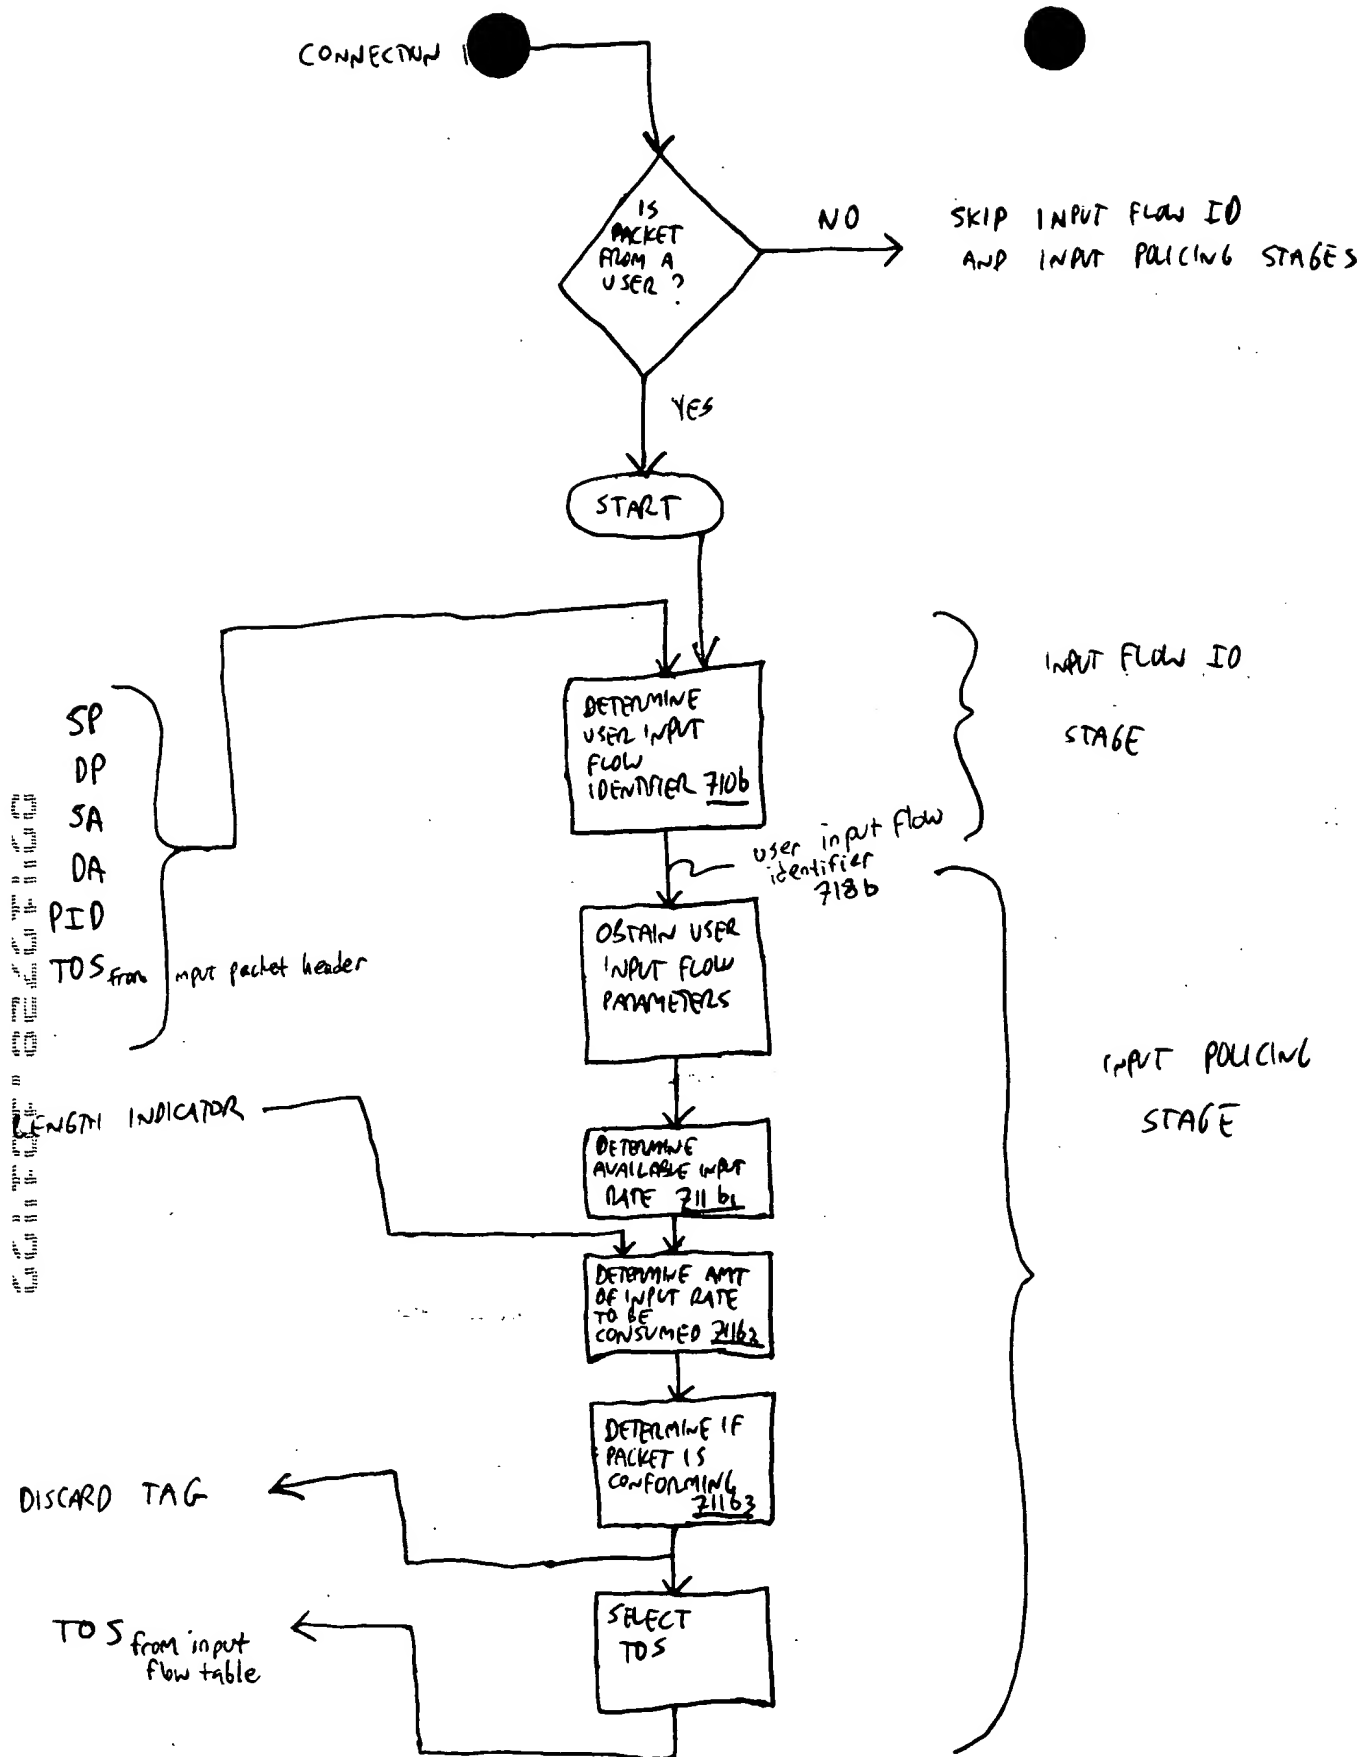 CONNECTION I
IS
PACKET
FROM A
USER ?
NO
SKIP INPUT FLOW ID
AND INPUT POLICING STAGES
YES
START
SP
DP
SA
DA
PID
TOS from input packet header
DETERMINE
USER INPUT
FLOW
IDENTIFIER 710b
INPUT FLOW ID
STAGE
user input flow
identifier
718b
OBTAIN USER
INPUT FLOW
PARAMETERS
INPUT POLICING
STAGE
LENGTH INDICATOR
DETERMINE
AVAILABLE INPUT
RATE 711b1
DETERMINE AMT
OF INPUT RATE
TO BE
CONSUMED 711b2
DETERMINE IF
PACKET IS
CONFORMING
711b3
DISCARD TAG
SELECT
TOS
TOS from input
flow table